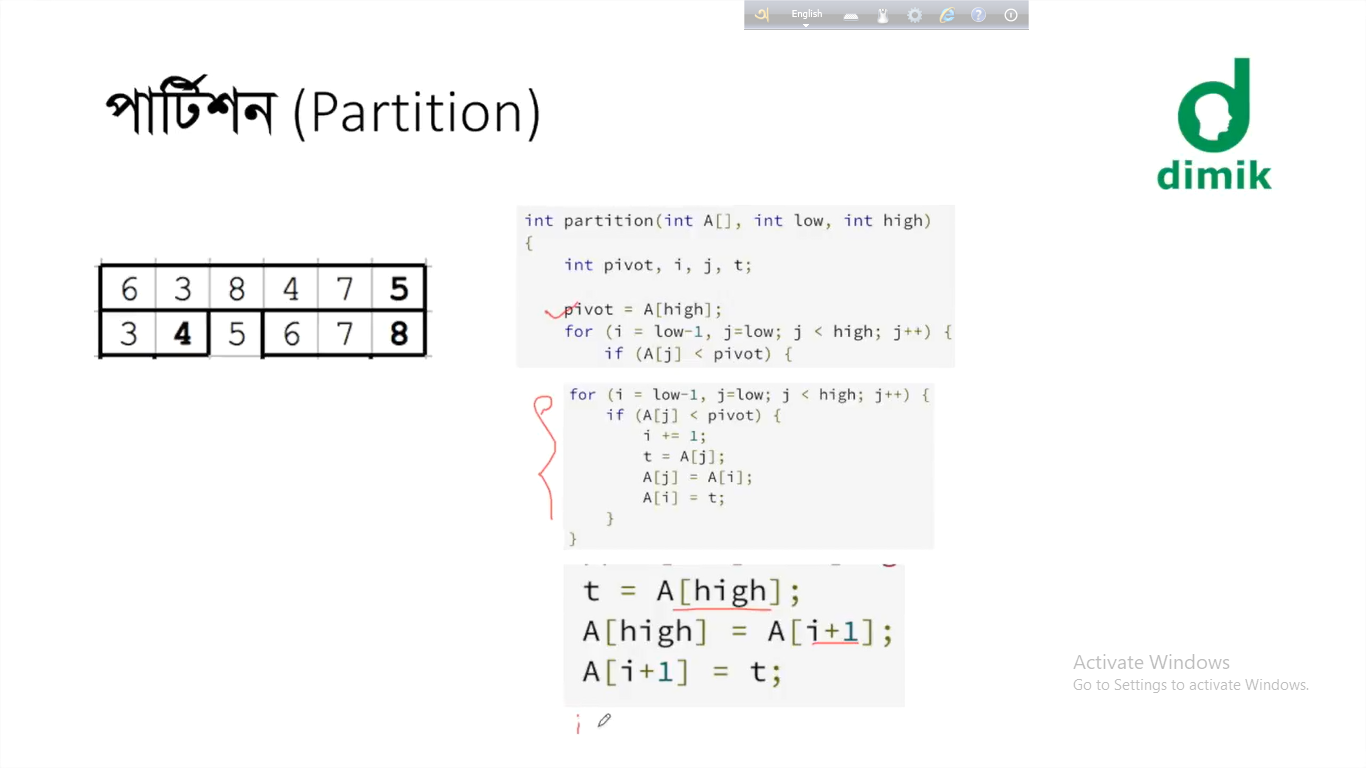 English
পার্টিশন (Partition)
dimik
6 3 8 4 7 5
3 4 5 6 7 8
int partition(int A[], int low, int high)
{
int pivot, i, j, t;
pivot = A[high];
for (i = low-1, j=low; j < high; j++) {
if (A[j] < pivot) {
for (i = low-1, j=low; j < high; j++) {
if (A[j] < pivot) {
i += 1;
t = A[j];
A[j] = A[i];
A[i] = t;
}
}
t = A[high];
A[high] = A[i+1];
A[i+1] = t;
i
Activate Windows
Go to Settings to activate Windows.